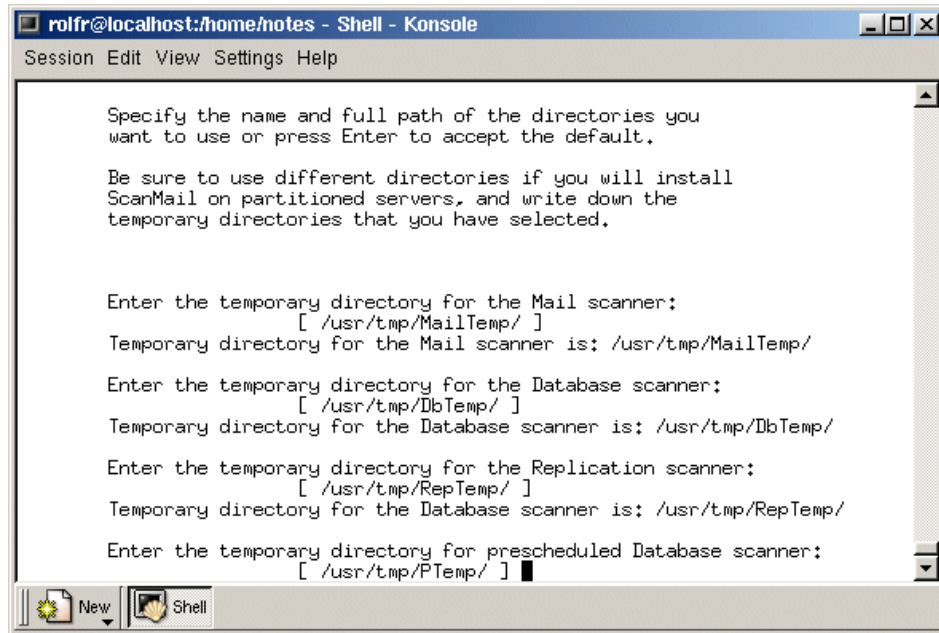 rolfr@localhost:/home/notes - Shell - Konsole
Session Edit View Settings Help
Specify the name and full path of the directories you
want to use or press Enter to accept the default.
Be sure to use different directories if you will install
ScanMail on partitioned servers, and write down the
temporary directories that you have selected.
Enter the temporary directory for the Mail scanner:
[ /usr/tmp/MailTemp/ ]
Temporary directory for the Mail scanner is: /usr/tmp/MailTemp/
Enter the temporary directory for the Database scanner:
[ /usr/tmp/DbTemp/ ]
Temporary directory for the Database scanner is: /usr/tmp/DbTemp/
Enter the temporary directory for the Replication scanner:
[ /usr/tmp/RepTemp/ ]
Temporary directory for the Database scanner is: /usr/tmp/RepTemp/
Enter the temporary directory for prescheduled Database scanner:
[ /usr/tmp/PTemp/ ]
New Shell